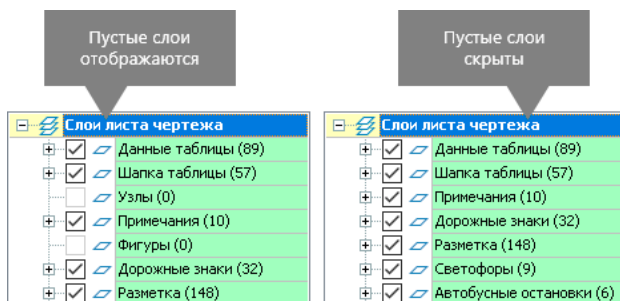 Пустые слои
отображаются
Слои листа чертежа
Данные таблицы (89)
Шапка таблицы (57)
Узлы (0)
Примечания (10)
Фигуры (0)
Дорожные знаки (32)
Разметка (148)
Пустые слои
скрыты
Слои листа чертежа
Данные таблицы (89)
Шапка таблицы (57)
Примечания (10)
Дорожные знаки (32)
Разметка (148)
Светофоры (9)
Автобусные остановки (6)